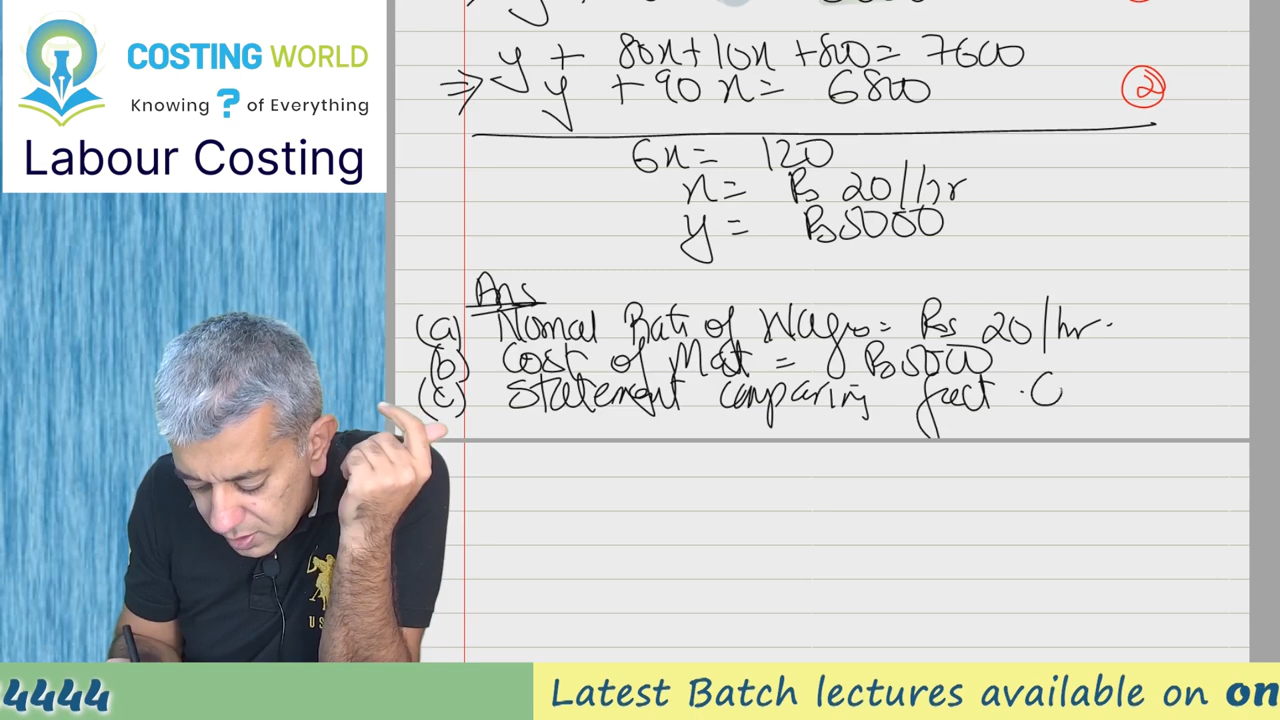 COSTING WORLD
Knowing ? of Everything
Labour Costing
y + 80x + 10x + 800 = 7600
⇒ y + 90x = 6800 ②
6x = 120
x = Rs 20/hr
y = Rs 5000
Ans
(a) Normal Rate of Wages = Rs 20/hr.
(b) Cost of Mat = Rs 5000
(c) Statement comparing fact. C
4444
Latest Batch lectures available on on